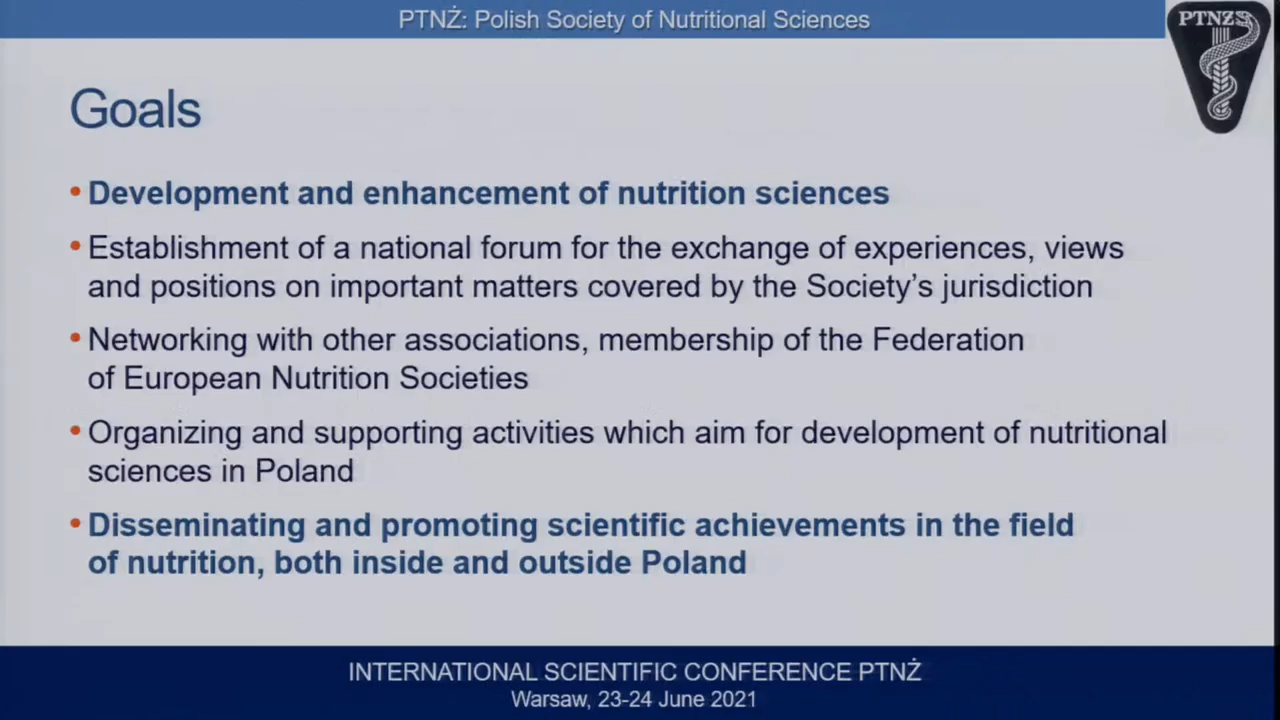 PTNŻ: Polish Society of Nutritional Sciences
PTNŻ
Goals
• Development and enhancement of nutrition sciences
• Establishment of a national forum for the exchange of experiences, views
and positions on important matters covered by the Society's jurisdiction
• Networking with other associations, membership of the Federation
of European Nutrition Societies
• Organizing and supporting activities which aim for development of nutritional
sciences in Poland
• Disseminating and promoting scientific achievements in the field
of nutrition, both inside and outside Poland
INTERNATIONAL SCIENTIFIC CONFERENCE PTNŻ
Warsaw, 23-24 June 2021